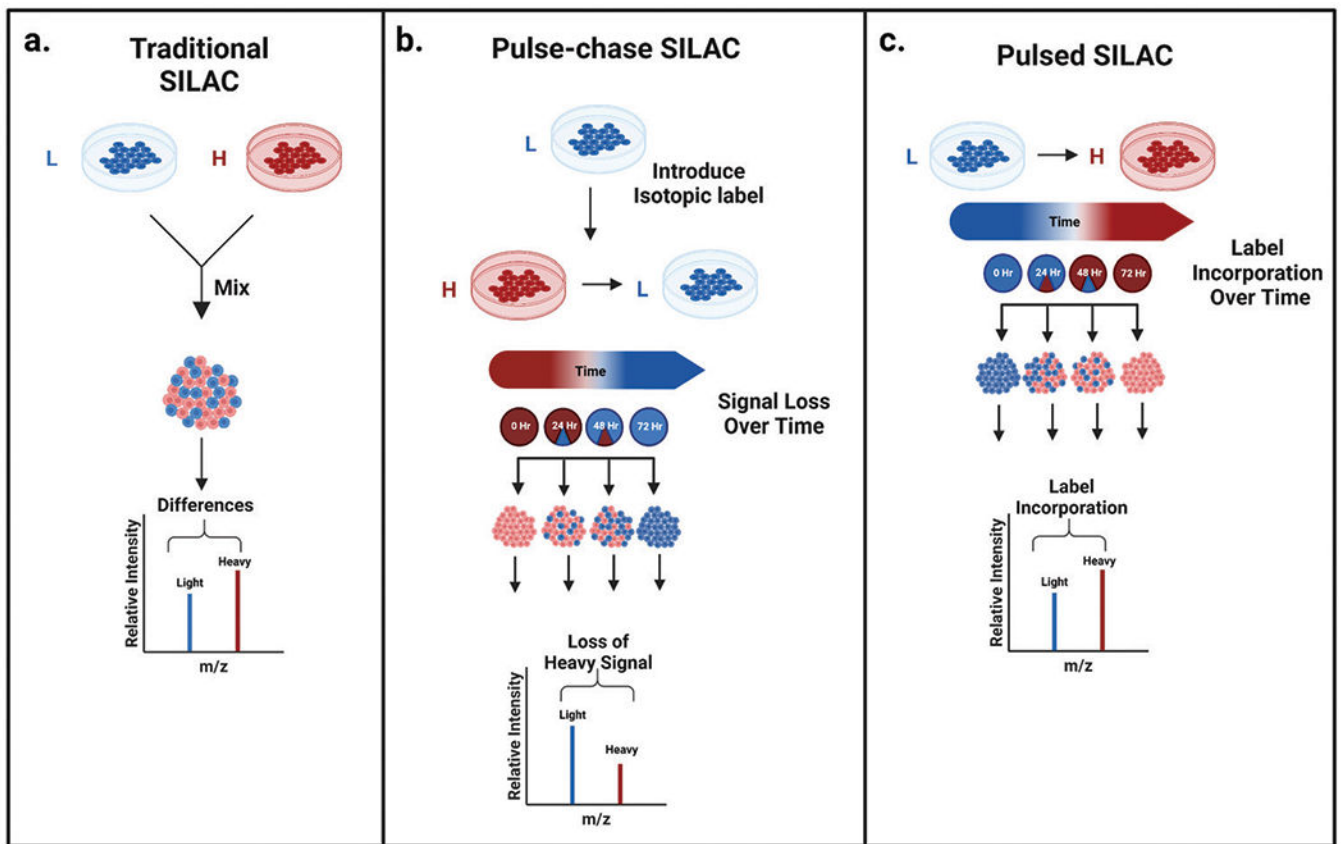 a.
Traditional
SILAC
L
H
Mix
Differences
Light
Heavy
Relative Intensity
m/z
b.
Pulse-chase SILAC
L
Introduce
Isotopic label
H
L
Time
Signal Loss
Over Time
0 Hr
24 Hr
48 Hr
72 Hr
Loss of
Heavy Signal
Light
Heavy
Relative Intensity
m/z
c.
Pulsed SILAC
L
H
Time
Label
Incorporation
Over Time
0 Hr
24 Hr
48 Hr
72 Hr
Label
Incorporation
Light
Heavy
Relative Intensity
m/z